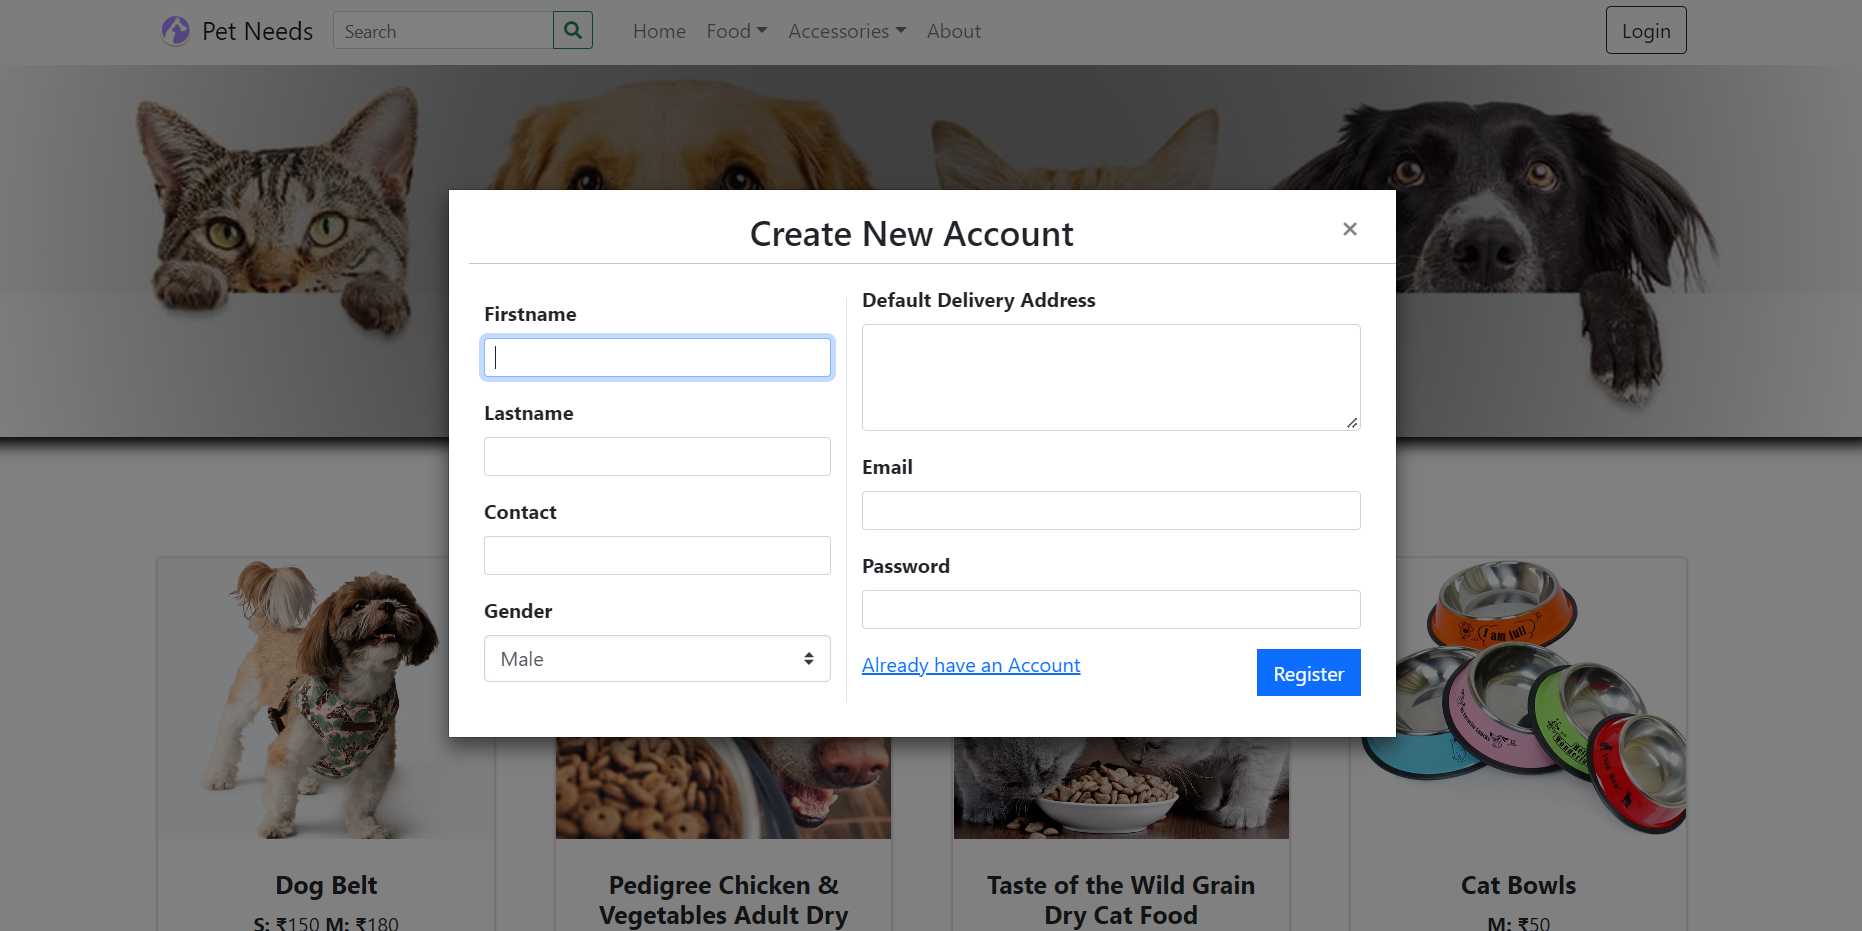 Pet Needs
Search
Home
Food
Accessories
About
Login
Create New Account
×
Firstname
Lastname
Contact
Gender
Male
Default Delivery Address
Email
Password
Already have an Account
Register
I am full
Dog Belt
S: ₹150 M: ₹180
Pedigree Chicken &
Vegetables Adult Dry
Taste of the Wild Grain
Dry Cat Food
Cat Bowls
M: ₹50